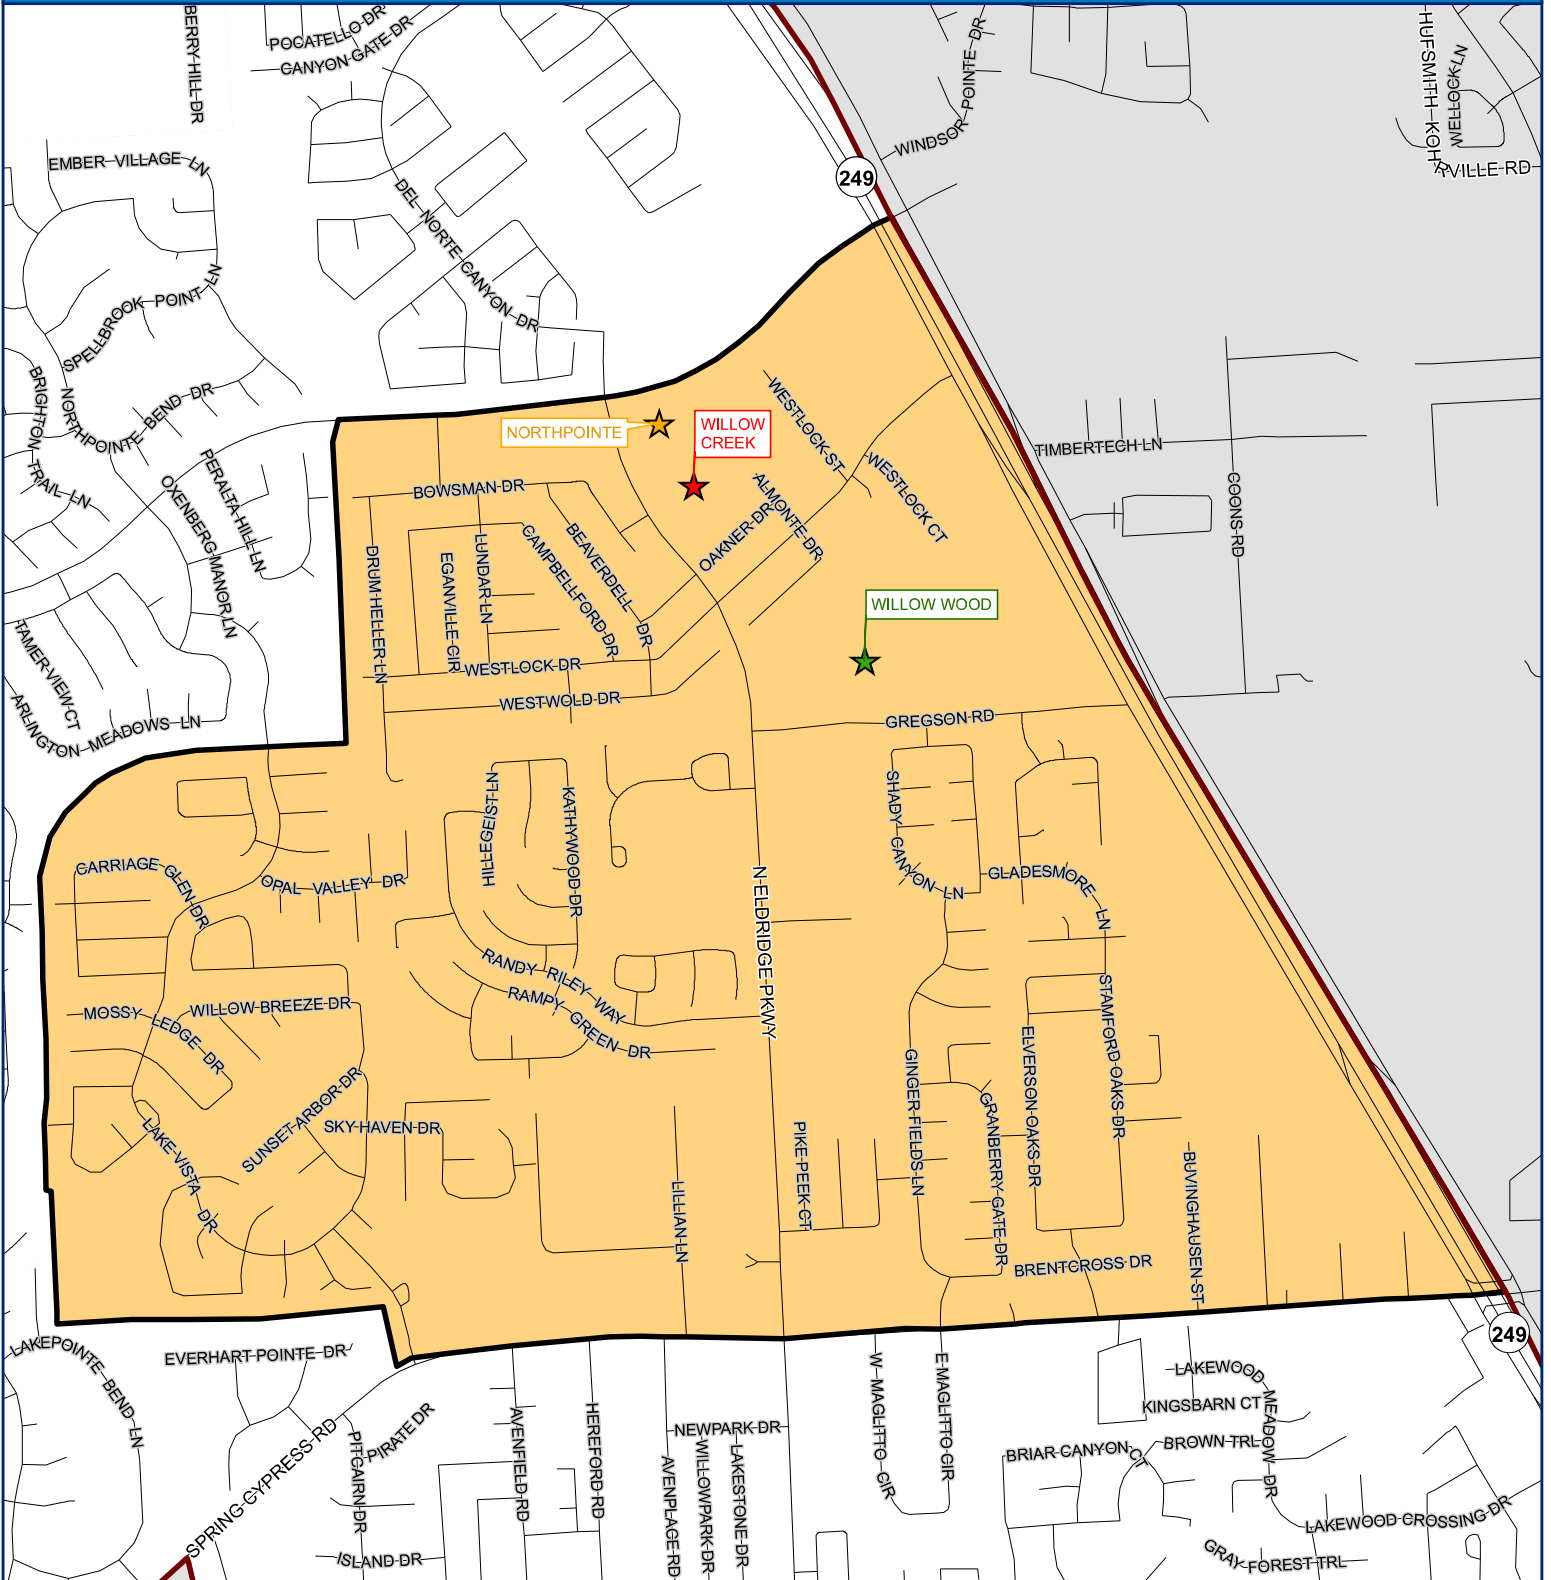 BERRY HILL DR
POCATELLO DR
CANYON GATE DR
WINDSOR POINTE DR
HUFSMITH-KOHRVILLE RD
WELLOCK LN
EMBER VILLAGE LN
249
DEL NORTE CANYON DR
SPELLBROOK POINT LN
BRIGHTON TRAIL LN
NORTHPOINTE BEND DR
WESTLOCK ST
NORTHPOINTE
WILLOW
CREEK
TIMBERTECH LN
COONS RD
PERALTA HILL LN
OXENBERG MANOR LN
WESTLOCK CT
BOWSMAN DR
ALMONTE DR
OAKNER DR
DRUMHELLER LN
EGANVILLE CIR
LUNDAR LN
CAMPBELLFORD DR
BEAVERDELL DR
WILLOW WOOD
TAMER VIEW CT
ARLINGTON MEADOWS LN
WESTLOCK DR
WESTWOLD DR
GREGSON RD
HILLEGEIST LN
KATHYWOOD DR
SHADY CANYON LN
GLADESMORE LN
CARRIAGE GLEN DR
OPAL VALLEY DR
N ELDRIDGE PKWY
RANDY RILEY WAY
RAMPY GREEN DR
MOSSY LEDGE DR
WILLOW BREEZE DR
STAMFORD OAKS DR
ELVERSON OAKS DR
GINGER FIELDS LN
GRANBERRY GATE DR
SUNSET ARBOR DR
SKY HAVEN DR
LAKE VISTA DR
LILLIAN LN
PIKE PEEK CT
BUVINGHAUSEN ST
BRENTCROSS DR
249
LAKEPOINTE BEND LN
EVERHART POINTE DR
SPRING CYPRESS RD
PITCAIRN DR
PIRATE DR
ISLAND DR
AVENFIELD RD
HEREFORD RD
NEWPARK DR
AVENPLACE RD
WILLOWPARK DR
LAKESTONE DR
W MAGLITTO CIR
E MAGLITTO CIR
LAKEWOOD MEADOW DR
KINGSBARN CT
BRIAR CANYON CT
BROWN TRL
LAKEWOOD CROSSING DR
GRAY FOREST TRL